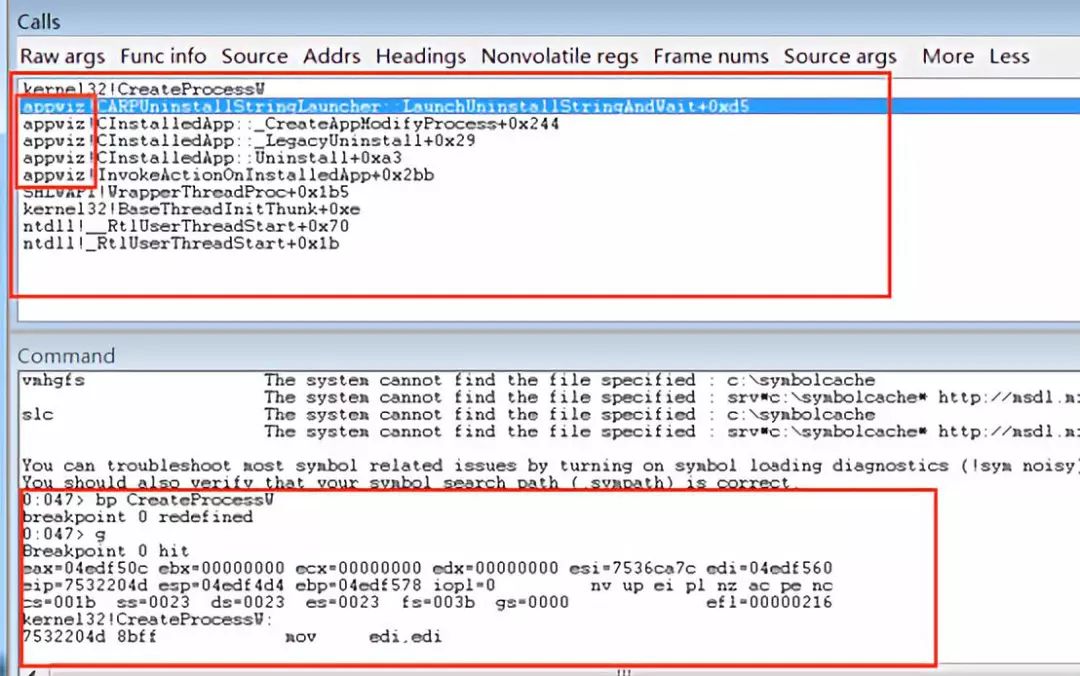 Calls
Raw args Func info Source Addrs Headings Nonvolatile regs Frame nums Source args More Less
kernel32!CreateProcessW
appwiz!CARPUninstallStringLauncher::LaunchUninstallStringAndWait+0xd5
appwiz!CInstalledApp::_CreateAppModifyProcess+0x244
appwiz!CInstalledApp::_LegacyUninstall+0x29
appwiz!CInstalledApp::Uninstall+0xa3
appwiz!InvokeActionOnInstalledApp+0x2bb
SHLWAPI!WrapperThreadProc+0x1b5
kernel32!BaseThreadInitThunk+0xe
ntdll!__RtlUserThreadStart+0x70
ntdll!_RtlUserThreadStart+0x1b
Command
vmhgfs The system cannot find the file specified : c:\symbolcache
The system cannot find the file specified : srv*c:\symbolcache* http://msdl.mi
slc The system cannot find the file specified : c:\symbolcache
The system cannot find the file specified : srv*c:\symbolcache* http://msdl.mi
You can troubleshoot most symbol related issues by turning on symbol loading diagnostics (!sym noisy)
You should also verify that your symbol search path (.sympath) is correct.
0:047> bp CreateProcessW
breakpoint 0 redefined
0:047> g
Breakpoint 0 hit
eax=04edf50c ebx=00000000 ecx=00000000 edx=00000000 esi=7536ca7c edi=04edf560
eip=7532204d esp=04edf4d4 ebp=04edf578 iopl=0 nv up ei pl nz ac pe nc
cs=001b ss=0023 ds=0023 es=0023 fs=003b gs=0000 efl=00000216
kernel32!CreateProcessW:
7532204d 8bff mov edi,edi